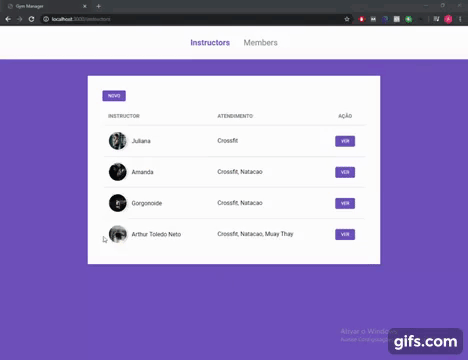 Gym Manager
localhost:3000/instructors
Instructors Members
NOVO
INSTRUCTOR ATENDIMENTO AÇÃO
Juliana Crossfit VER
Amanda Crossfit, Natacao VER
Gorgonoide Crossfit, Natacao VER
Arthur Toledo Neto Crossfit, Natacao, Muay Thay VER
Ativar o Windows
gifs.com